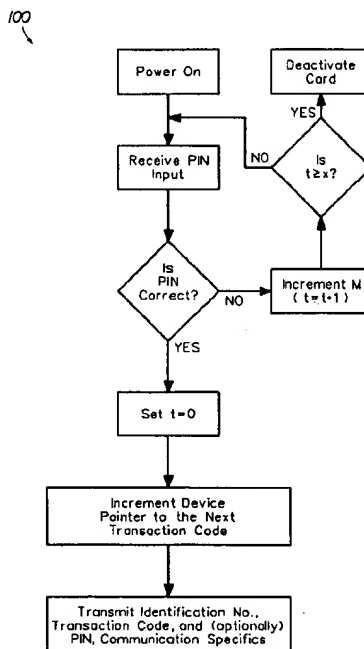 100
Power On
Deactivate
Card
YES
Receive PIN
Input
NO
Is
t≥x?
Is
PIN
Correct?
NO
Increment M
( t=t+1 )
YES
Set t=0
Increment Device
Pointer to the Next
Transaction Code
Transmit Identification No.,
Transaction Code, and (optionally)
PIN, Communication Specifics